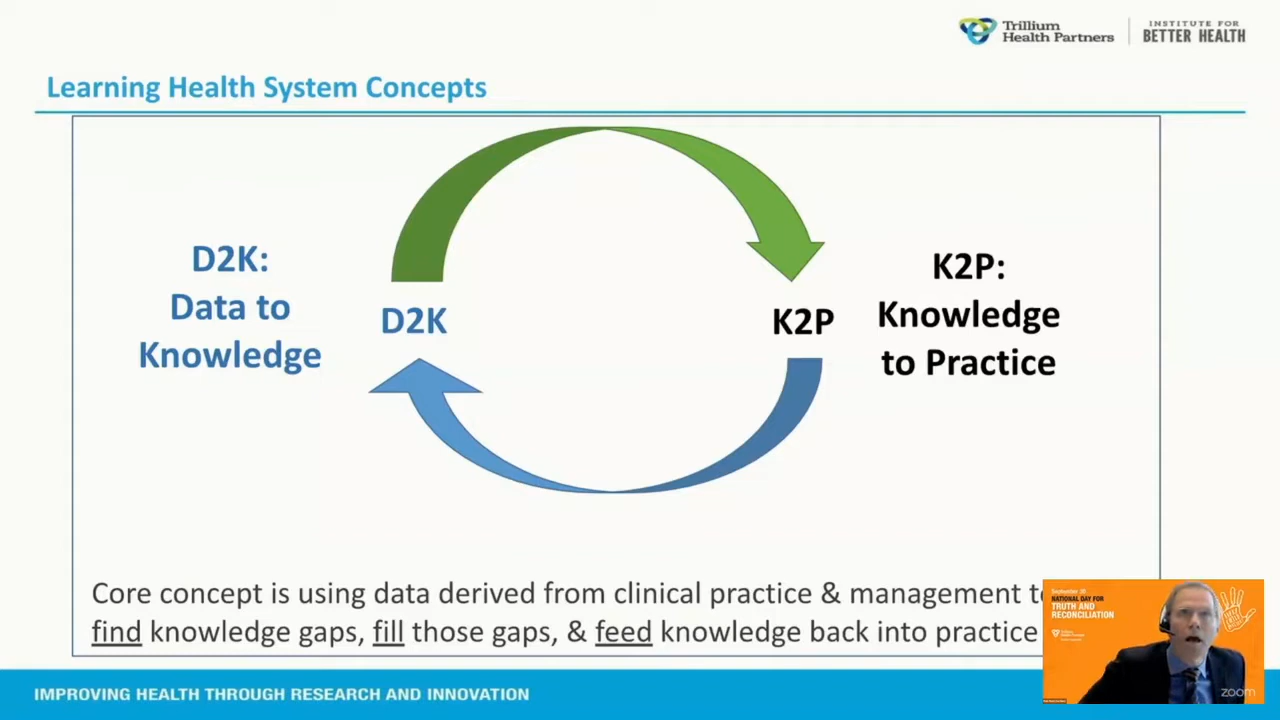 Trillium
Health Partners
INSTITUTE FOR
BETTER HEALTH
Learning Health System Concepts
D2K:
Data to
Knowledge
D2K
K2P
K2P:
Knowledge
to Practice
Core concept is using data derived from clinical practice & management
find knowledge gaps, fill those gaps, & feed knowledge back into practice
September 30
NATIONAL DAY FOR
TRUTH AND
RECONCILIATION
zoom
IMPROVING HEALTH THROUGH RESEARCH AND INNOVATION